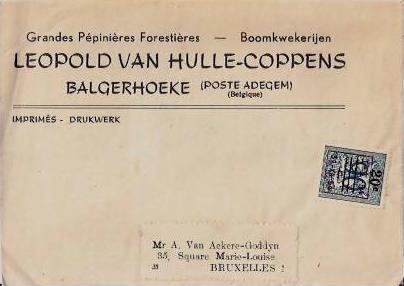 Grandes Pépinières Forestières — Boomkwekerijen
LEOPOLD VAN HULLE-COPPENS
BALGERHOEKE (POSTE ADEGEM)
(Belgique)
IMPRIMÉS - DRUKWERK
20c
Mr A. Van Ackere-Goddyn
35, Square Marie-Louise
BRUXELLES